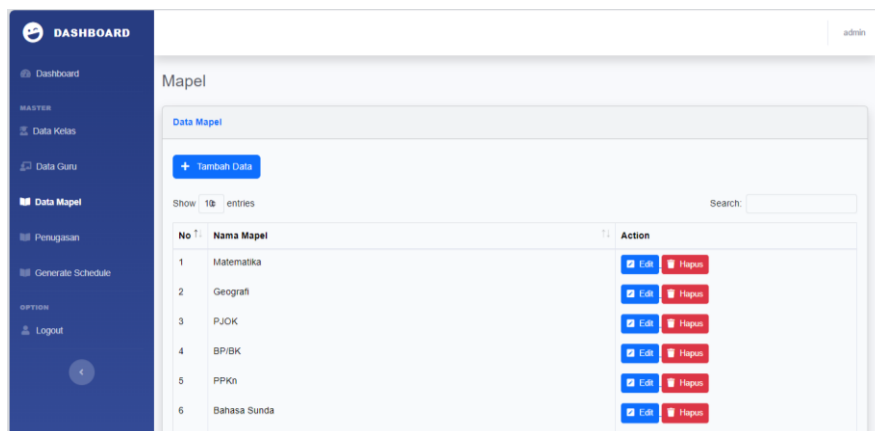 DASHBOARD
admin
Dashboard
MASTER
Data Kelas
Data Guru
Data Mapel
Penugasan
Generate Schedule
OPTION
Logout
Mapel
Data Mapel
+ Tambah Data
Show 10 entries
Search:
No Nama Mapel Action
1 Matematika Edit Hapus
2 Geografi Edit Hapus
3 PJOK Edit Hapus
4 BP/BK Edit Hapus
5 PPKn Edit Hapus
6 Bahasa Sunda Edit Hapus